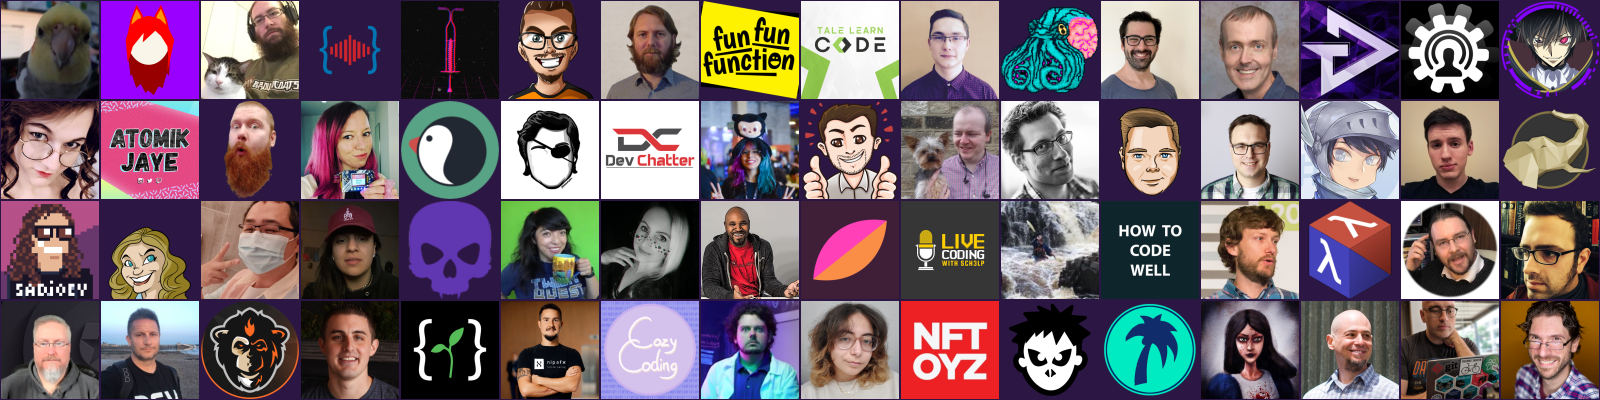 fun fun
function
TALE LEARN
CODE
ATOMIK
JAYE
DC
Dev Chatter
LIVE
CODING
WITH SCH3LP
HOW TO
CODE
WELL
SADJOEY
Cozy
Coding
NFT
OYZ